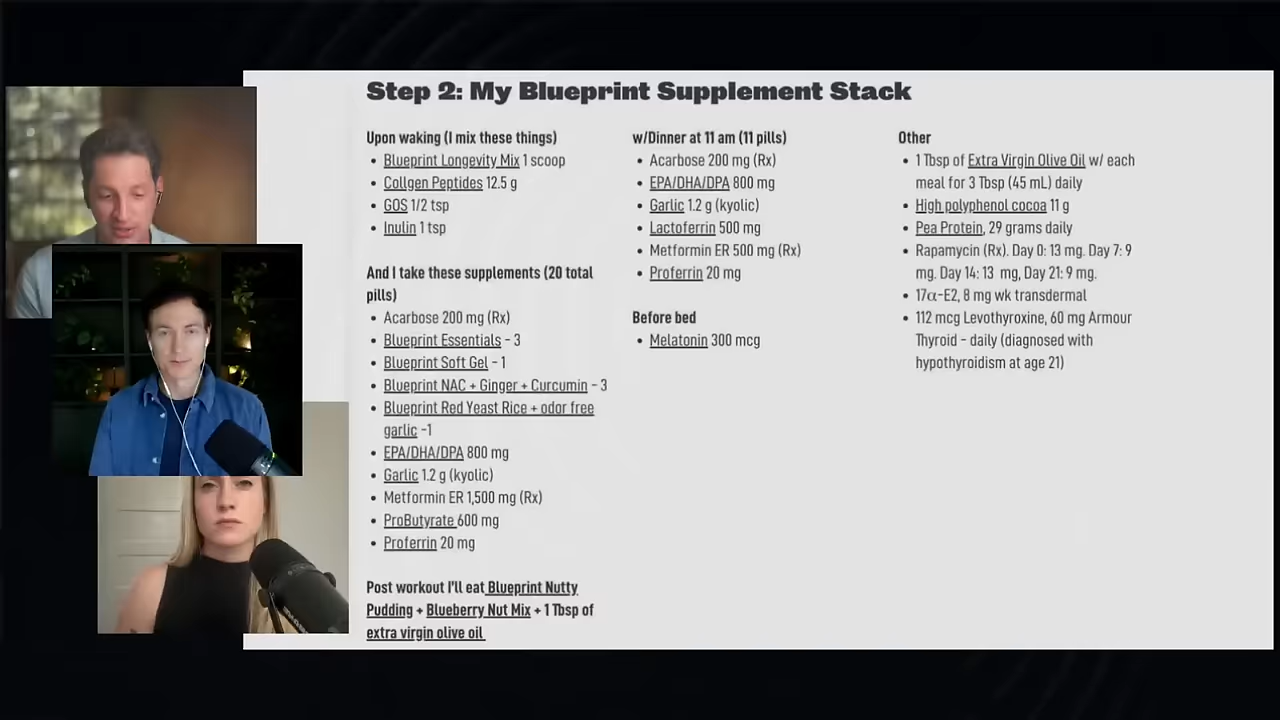 Step 2: My Blueprint Supplement Stack
Upon waking (I mix these things)
• Blueprint Longevity Mix 1 scoop
• Collgen Peptides 12.5 g
• GOS 1/2 tsp
• Inulin 1 tsp
And I take these supplements (20 total
pills)
• Acarbose 200 mg (Rx)
• Blueprint Essentials - 3
• Blueprint Soft Gel - 1
• Blueprint NAC + Ginger + Curcumin - 3
• Blueprint Red Yeast Rice + odor free
garlic -1
• EPA/DHA/DPA 800 mg
• Garlic 1.2 g (kyolic)
• Metformin ER 1,500 mg (Rx)
• ProButyrate 600 mg
• Proferrin 20 mg
Post workout I'll eat Blueprint Nutty
Pudding + Blueberry Nut Mix + 1 Tbsp of
extra virgin olive oil
w/Dinner at 11 am (11 pills)
• Acarbose 200 mg (Rx)
• EPA/DHA/DPA 800 mg
• Garlic 1.2 g (kyolic)
• Lactoferrin 500 mg
• Metformin ER 500 mg (Rx)
• Proferrin 20 mg
Before bed
• Melatonin 300 mcg
Other
• 1 Tbsp of Extra Virgin Olive Oil w/ each
meal for 3 Tbsp (45 mL) daily
• High polyphenol cocoa 11 g
• Pea Protein, 29 grams daily
• Rapamycin (Rx). Day 0: 13 mg. Day 7: 9
mg. Day 14: 13 mg, Day 21: 9 mg.
• 17α-E2, 8 mg wk transdermal
• 112 mcg Levothyroxine, 60 mg Armour
Thyroid - daily (diagnosed with
hypothyroidism at age 21)